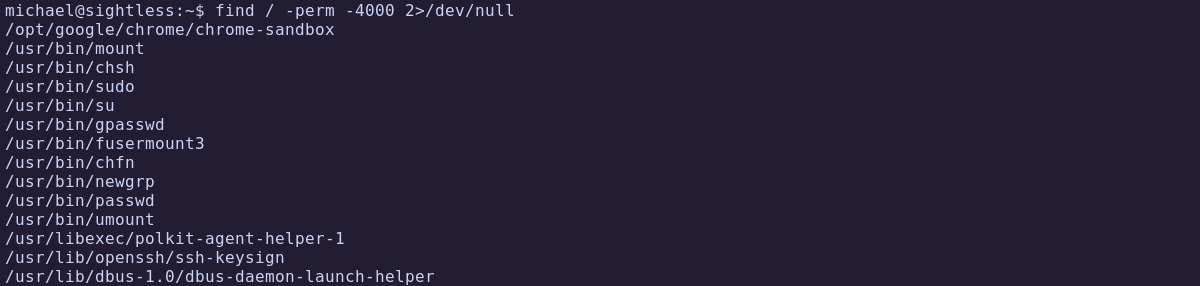 michael@sightless:~$ find / -perm -4000 2>/dev/null
/opt/google/chrome/chrome-sandbox
/usr/bin/mount
/usr/bin/chsh
/usr/bin/sudo
/usr/bin/su
/usr/bin/gpasswd
/usr/bin/fusermount3
/usr/bin/chfn
/usr/bin/newgrp
/usr/bin/passwd
/usr/bin/umount
/usr/libexec/polkit-agent-helper-1
/usr/lib/openssh/ssh-keysign
/usr/lib/dbus-1.0/dbus-daemon-launch-helper